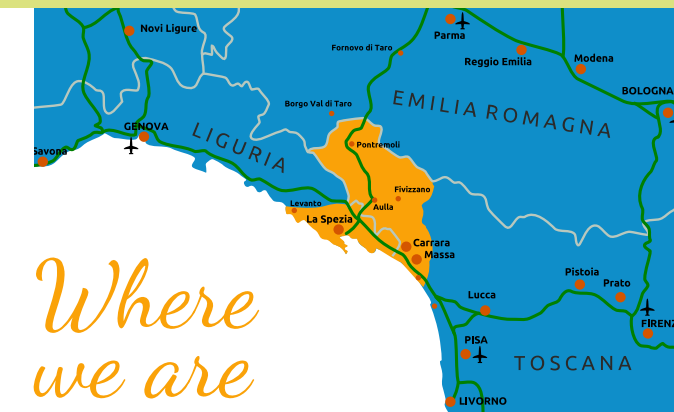 Novi Ligure
Parma
Fornovo di Taro
Reggio Emilia
Modena
BOLOGNA
Borgo Val di Taro
EMILIA ROMAGNA
GENOVA
LIGURIA
Savona
Pontremoli
Fivizzano
Levanto
Aulla
La Spezia
Carrara
Massa
Where
we are
Pistoia
Prato
Lucca
FIRENZ
PISA
TOSCANA
LIVORNO